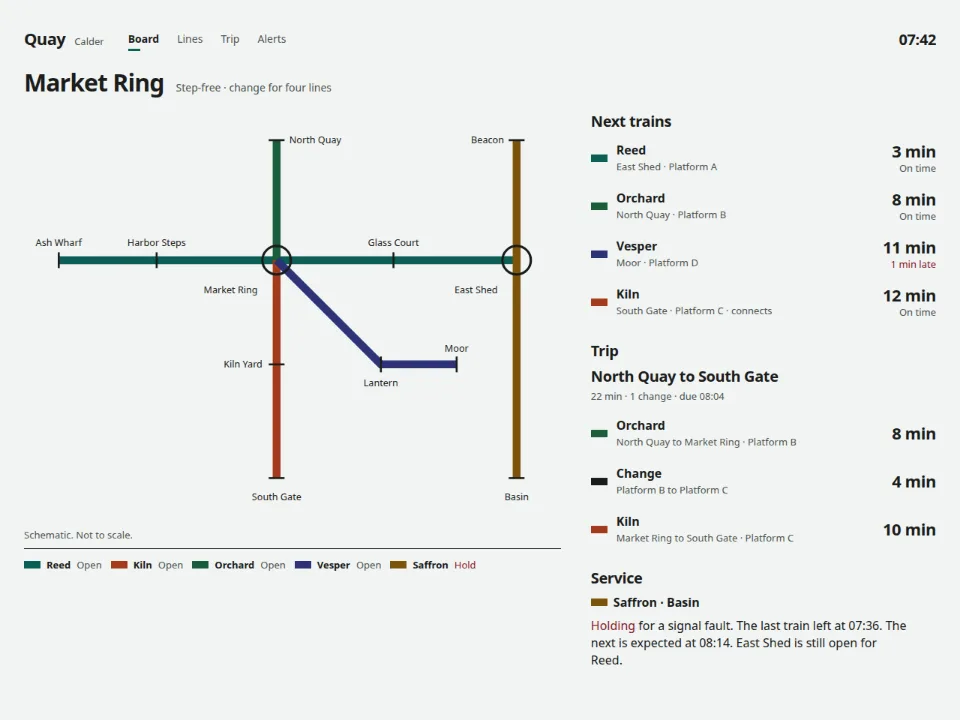 Quay Calder Board Lines Trip Alerts 07:42
Market Ring Step-free · change for four lines
North Quay
Beacon
Ash Wharf
Harbor Steps
Glass Court
Market Ring
East Shed
Moor
Kiln Yard
Lantern
South Gate
Basin
Schematic. Not to scale.
Reed Open Kiln Open Orchard Open Vesper Open Saffron Hold
Next trains
Reed 3 min
East Shed · Platform A On time
Orchard 8 min
North Quay · Platform B On time
Vesper 11 min
Moor · Platform D 1 min late
Kiln 12 min
South Gate · Platform C · connects On time
Trip
North Quay to South Gate
22 min · 1 change · due 08:04
Orchard 8 min
North Quay to Market Ring · Platform B
Change 4 min
Platform B to Platform C
Kiln 10 min
Market Ring to South Gate · Platform C
Service
Saffron · Basin
Holding for a signal fault. The last train left at 07:36. The
next is expected at 08:14. East Shed is still open for
Reed.